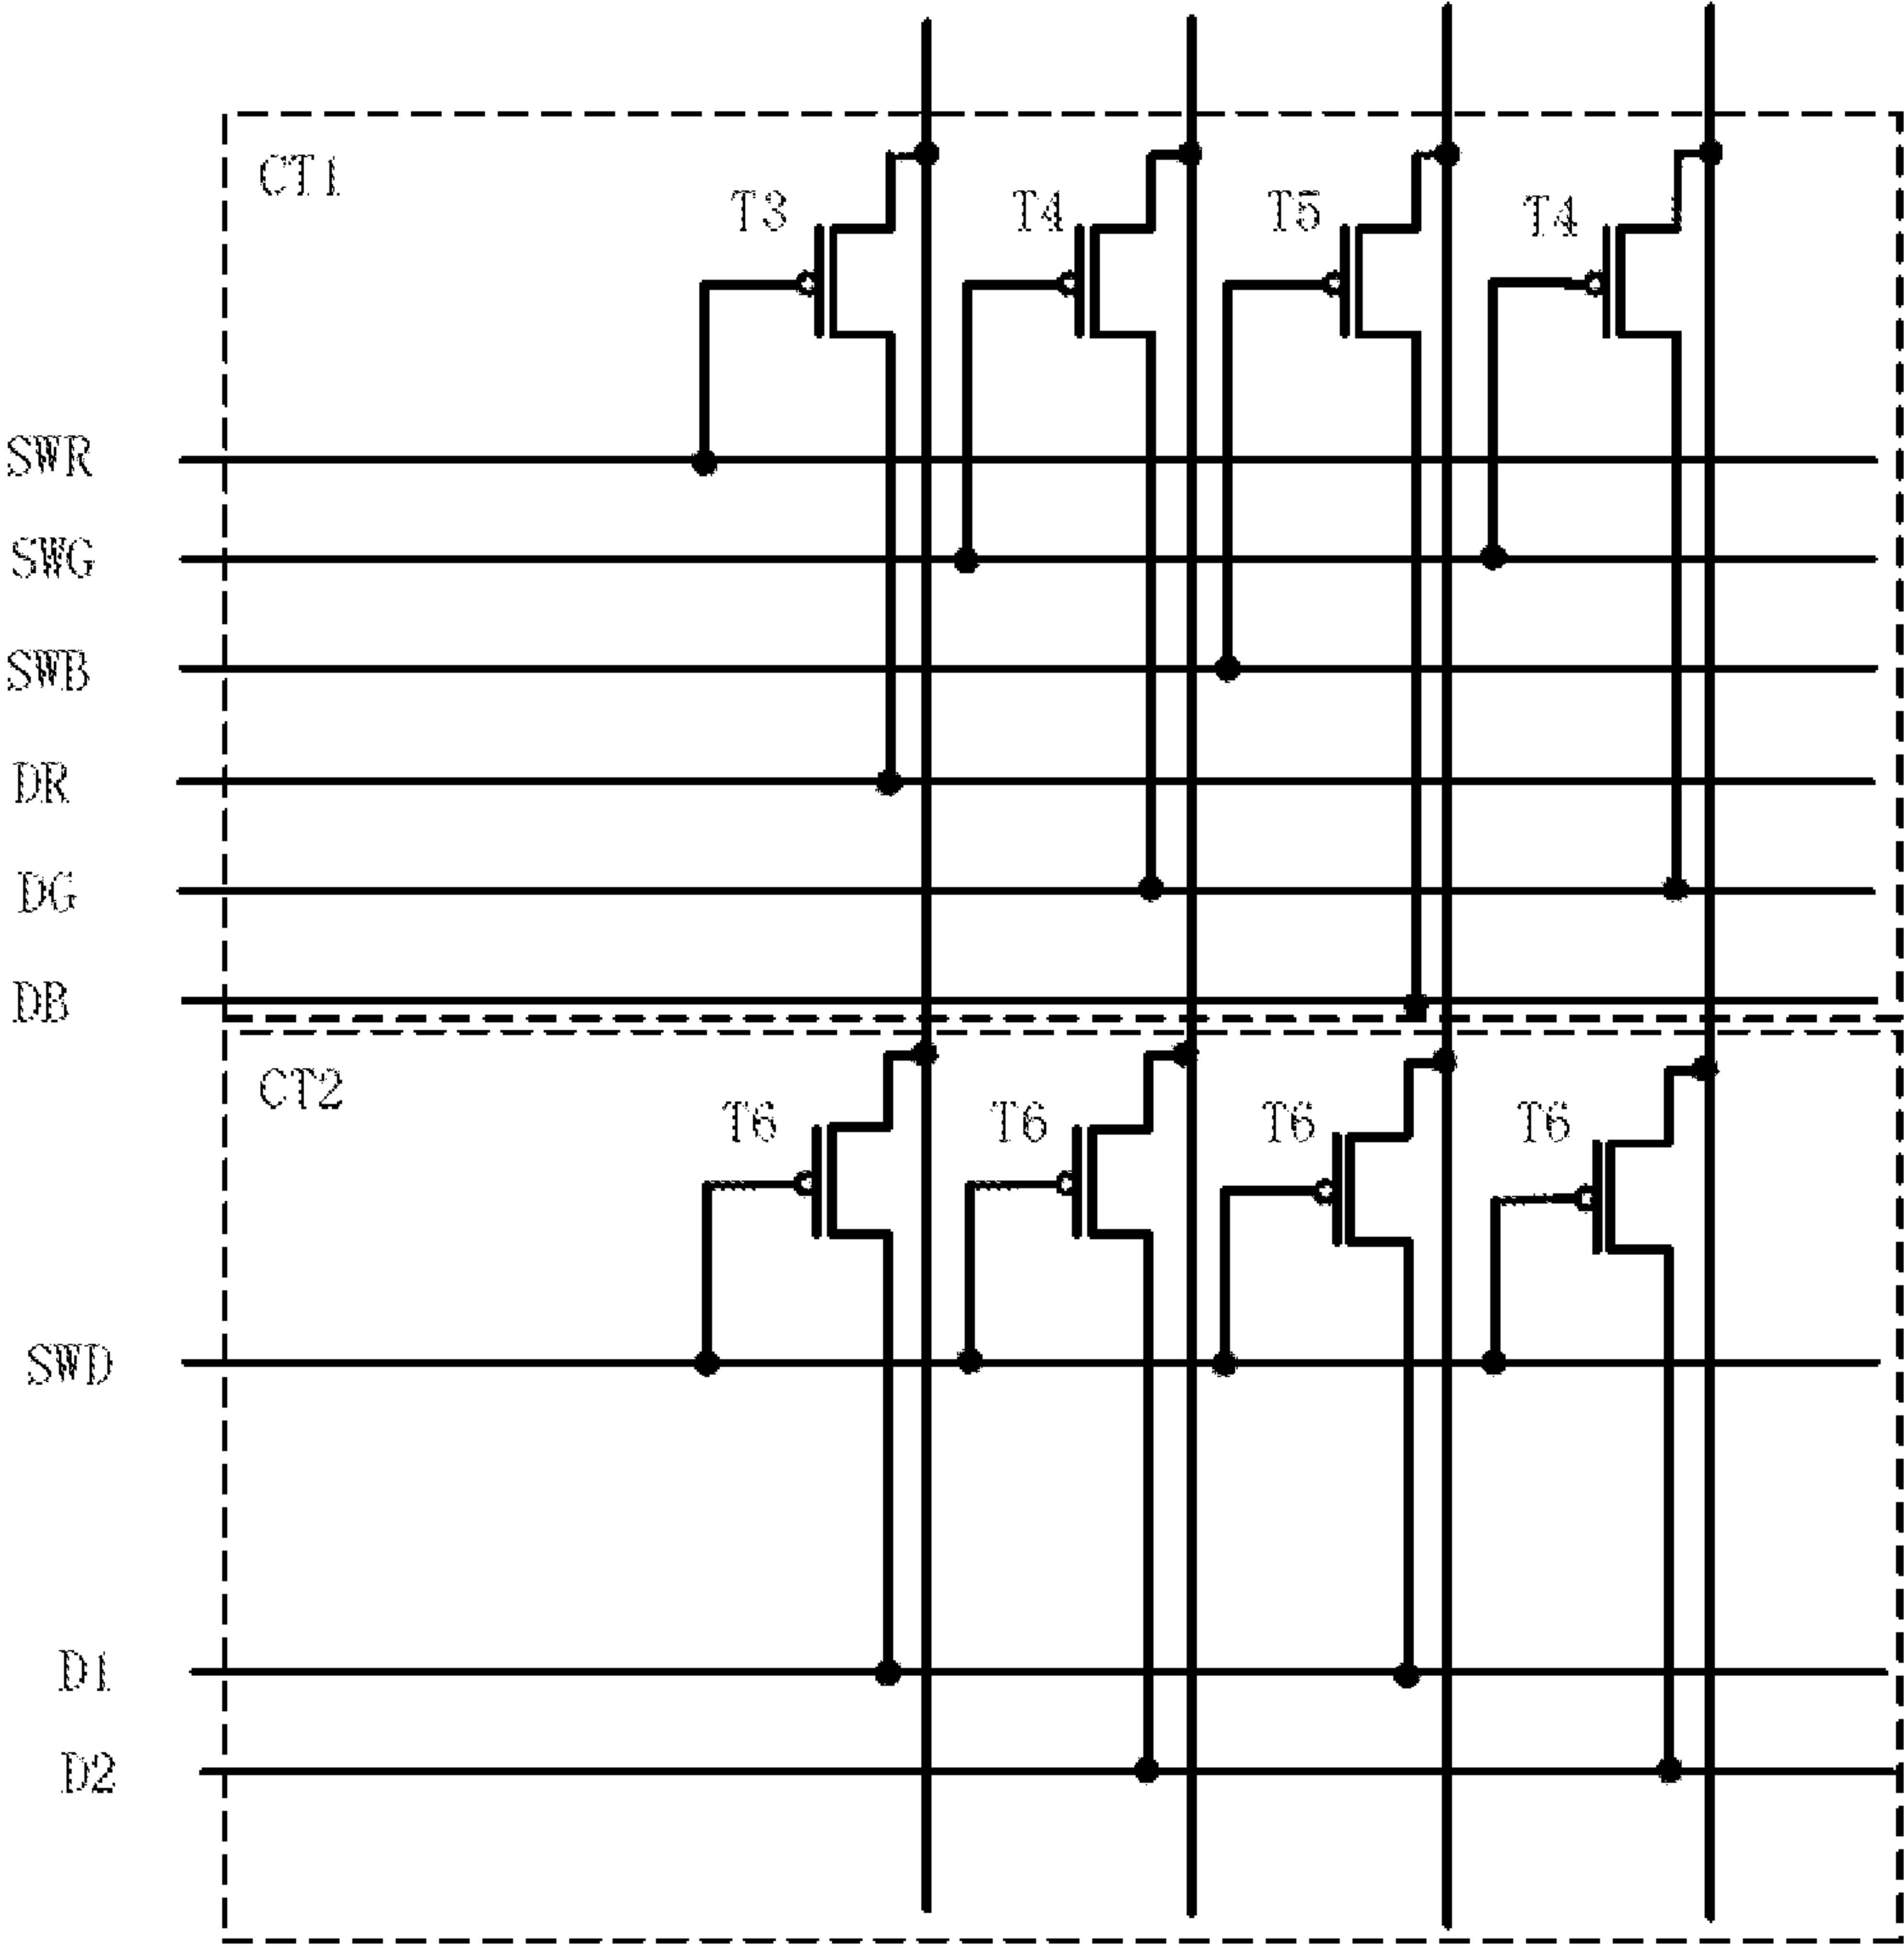 CT1
T3 T4 T5 T4
SWR
SWG
SWB
DR
DG
DB
CT2
T6 T6 T6 T6
SWD
D1
D2